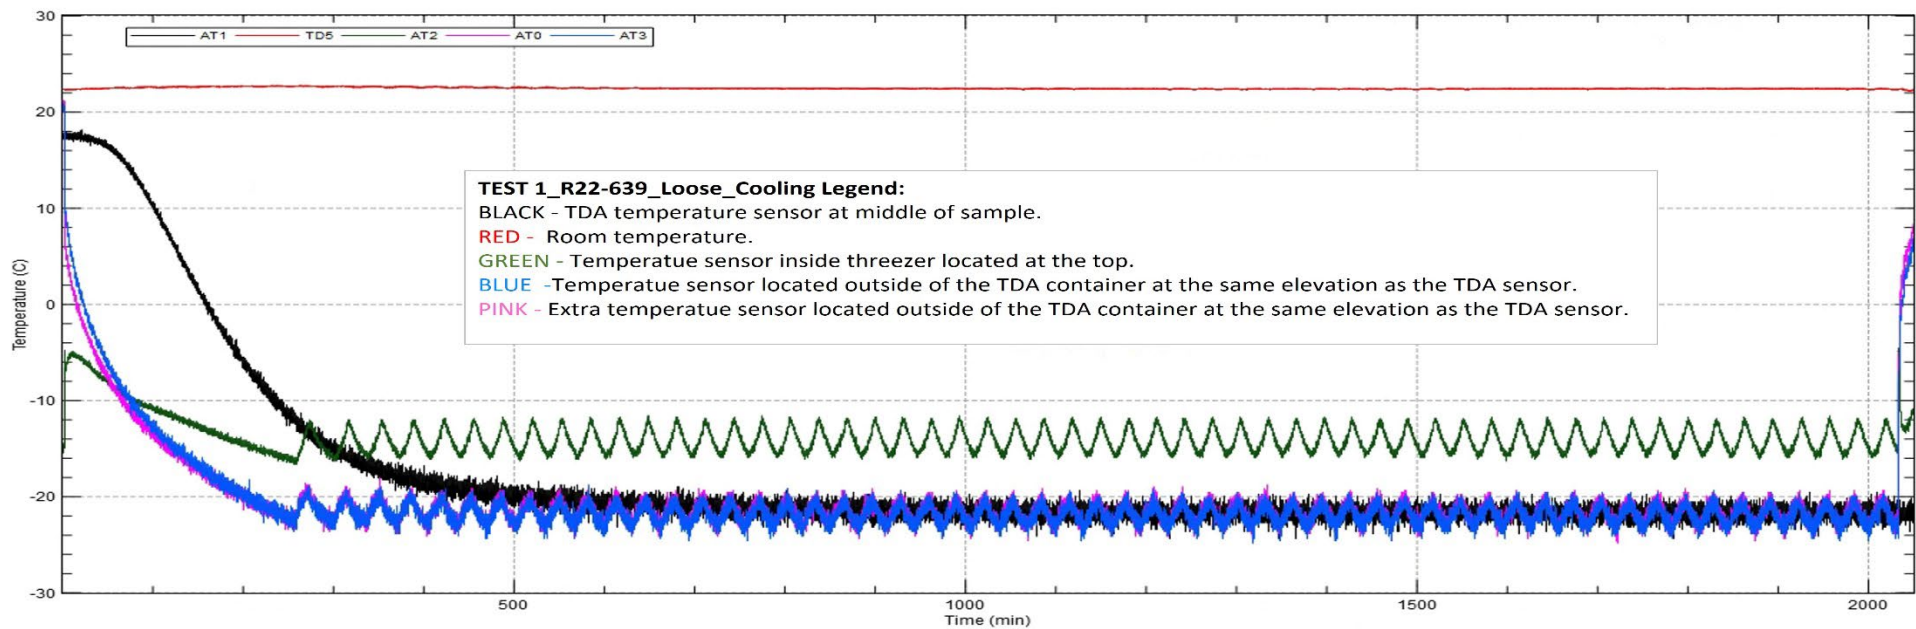 30
AT1 TD5 AT2 AT0 AT3
20
TEST 1_R22-639_Loose_Cooling Legend:
BLACK - TDA temperature sensor at middle of sample.
RED - Room temperature.
10
GREEN - Temperatue sensor inside threezer located at the top.
BLUE -Temperatue sensor located outside of the TDA container at the same elevation as the TDA sensor.
PINK - Extra temperatue sensor located outside of the TDA container at the same elevation as the TDA sensor.
Temperature (C)
0
-10
-20
-30
500
1000
1500
2000
Time (min)